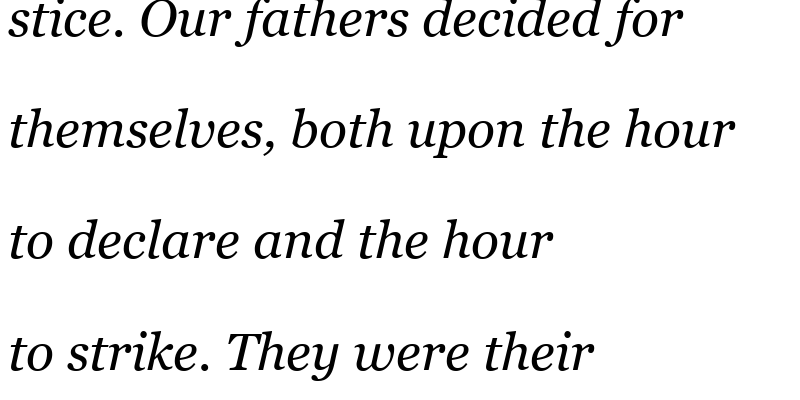 stice. Our fathers decided for
themselves, both upon the hour
to declare and the hour
to strike. They were their